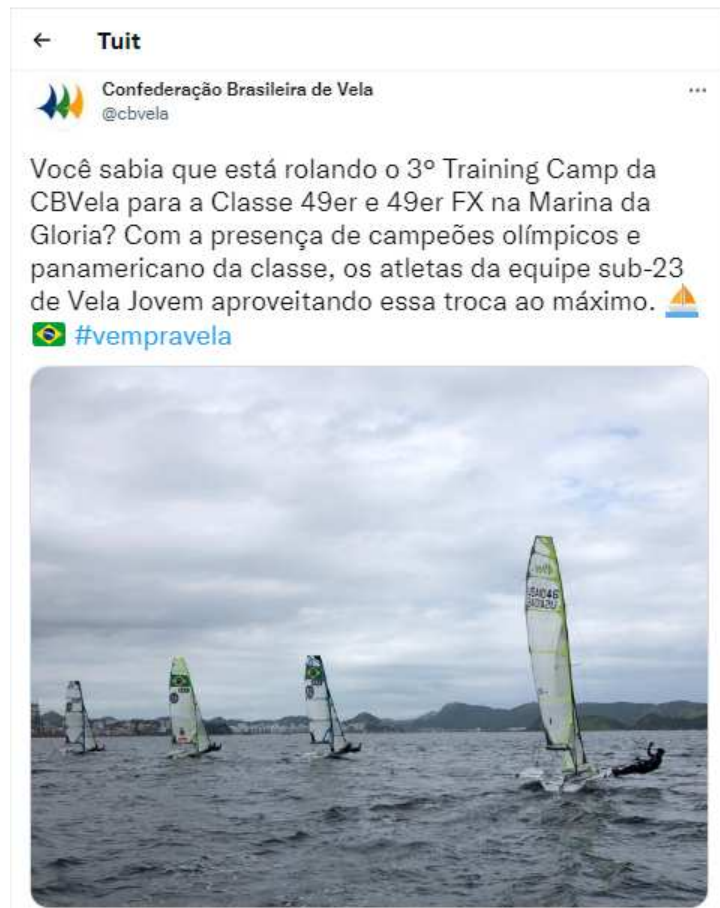 Tuit
Confederação Brasileira de Vela
@cbvela
Você sabia que está rolando o 3º Training Camp da
CBVela para a Classe 49er e 49er FX na Marina da
Gloria? Com a presença de campeões olímpicos e
panamericano da classe, os atletas da equipe sub-23
de Vela Jovem aproveitando essa troca ao máximo. ⛵
🇧🇷 #vempravela